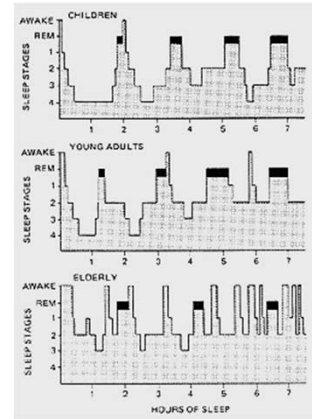 CHILDREN
AWAKE
REM
1
2
3
4
SLEEP STAGES
1 2 3 4 5 6 7
YOUNG ADULTS
AWAKE
REM
1
2
3
4
SLEEP STAGES
1 2 3 4 5 6 7
ELDERLY
AWAKE
REM
1
2
3
4
SLEEP STAGES
1 2 3 4 5 6 7
HOURS OF SLEEP